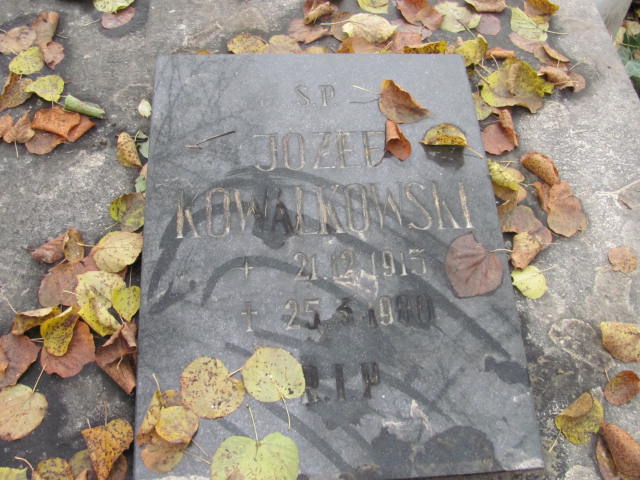 S.P.
JOZEF
KOWALKOWSKI
+ 21.12.1915
† 25.3.1980
R.I.P